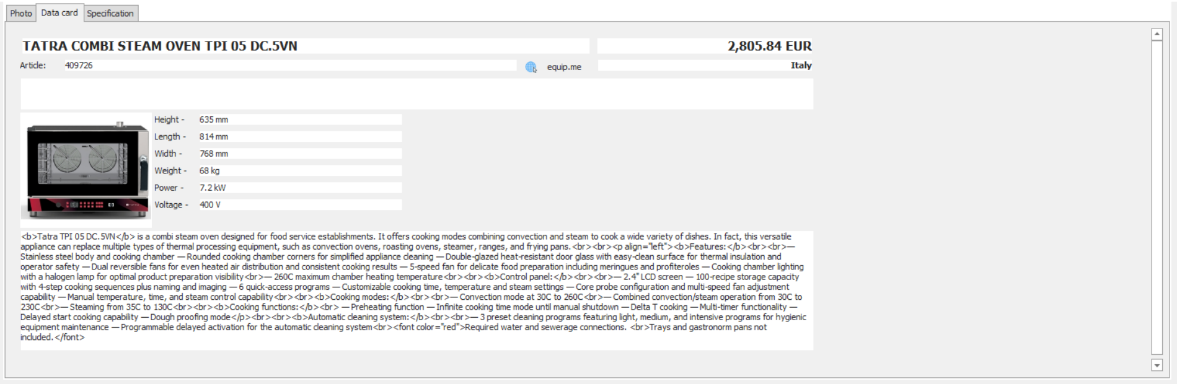 Photo Data card Specification
TATRA COMBI STEAM OVEN TPI 05 DC.5VN 2,805.84 EUR
Article: 409726 equip.me Italy
Height - 635 mm
Length - 814 mm
Width - 768 mm
Weight - 68 kg
Power - 7.2 kW
Voltage - 400 V
<b>Tatra TPI 05 DC.5VN</b> is a combi steam oven designed for food service establishments. It offers cooking modes combining convection and steam to cook a wide variety of dishes. In fact, this versatile
appliance can replace multiple types of thermal processing equipment, such as convection ovens, roasting ovens, steamer, ranges, and frying pans. <br><br><p align="left"><b>Features:</b><br><br>—
Stainless steel body and cooking chamber — Rounded cooking chamber corners for simplified appliance cleaning — Double-glazed heat-resistant door glass with easy-clean surface for thermal insulation and
operator safety — Dual reversible fans for even heated air distribution and consistent cooking results — 5-speed fan for delicate food preparation including meringues and profiteroles — Cooking chamber lighting
with a halogen lamp for optimal product preparation visibility<br>— 260C maximum chamber heating temperature<br><br><b>Control panel:</b><br><br>— 2.4" LCD screen — 100-recipe storage capacity
with 4-step cooking sequences plus naming and imaging — 6 quick-access programs — Customizable cooking time, temperature and steam settings — Core probe configuration and multi-speed fan adjustment
capability — Manual temperature, time, and steam control capability<br><br><b>Cooking modes:</b><br><br>— Convection mode at 30C to 260C<br>— Combined convection/steam operation from 30C to
230C<br>— Steaming from 35C to 130C<br><br><b>Cooking functions:</b><br><br>— Preheating function — Infinite cooking time mode until manual shutdown — Delta T cooking — Multi-timer functionality —
Delayed start cooking capability — Dough proofing mode</p><br><br><b>Automatic cleaning system:</b><br><br>— 3 preset cleaning programs featuring light, medium, and intensive programs for hygienic
equipment maintenance — Programmable delayed activation for the automatic cleaning system<br><font color="red">Required water and sewerage connections. <br>Trays and gastronorm pans not
included.</font>